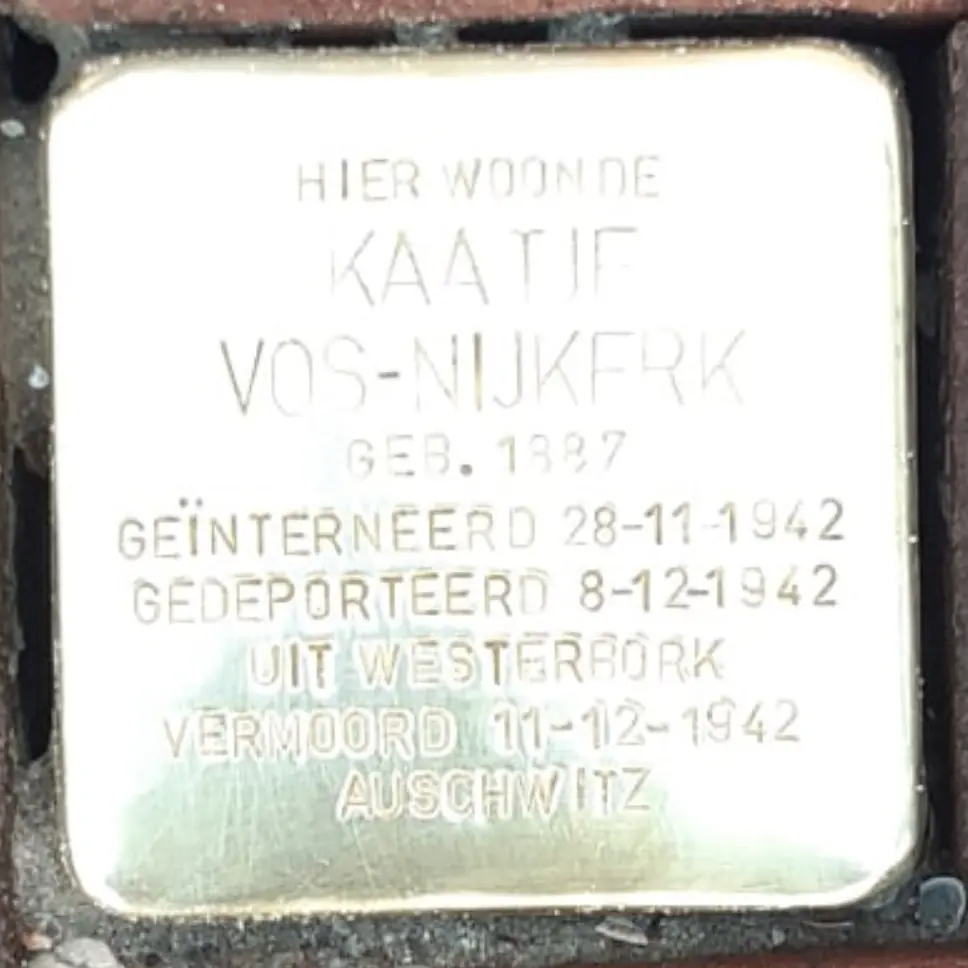 HIER WOONDE
KAATJE
VOS-NIJKERK
GEB. 1887
GEÏNTERNEERD 28-11-1942
GEDEPORTEERD 8-12-1942
UIT WESTERBORK
VERMOORD 11-12-1942
AUSCHWITZ